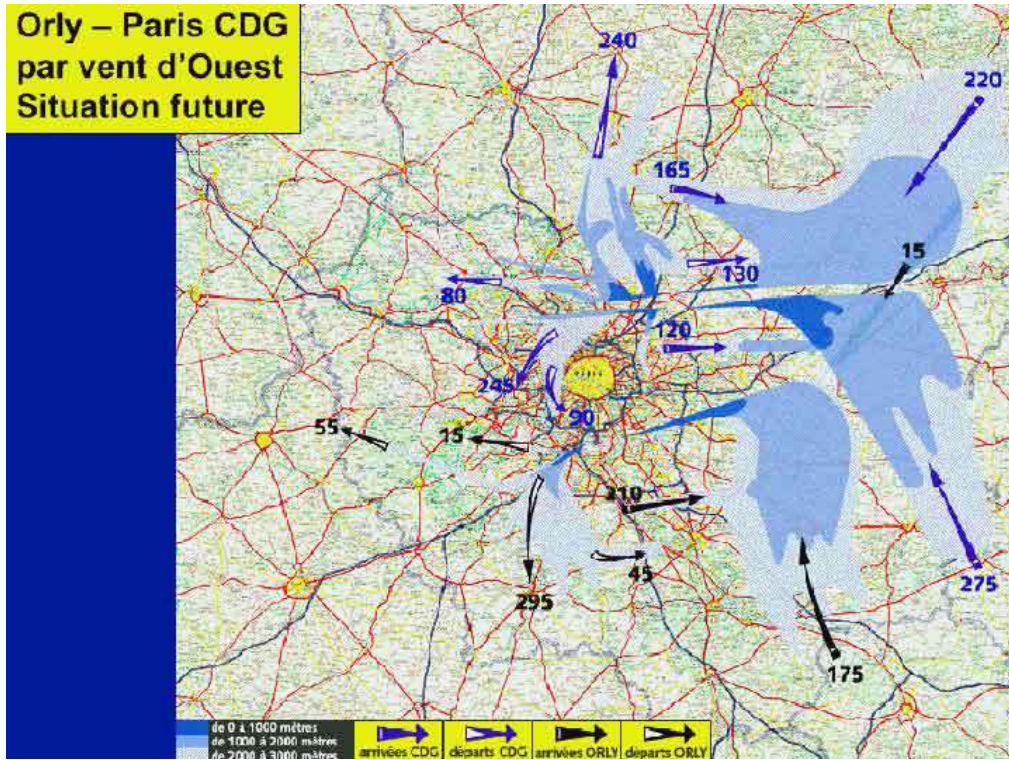 Orly – Paris CDG
par vent d'Ouest
Situation future
240
220
165
15
130
80
120
245
90
55
15
210
45
295
275
175
de 0 à 1000 mètres
de 1000 à 2000 mètres
de 2000 à 3000 mètres
arrivées CDG
départs CDG
arrivées ORLY
départs ORLY